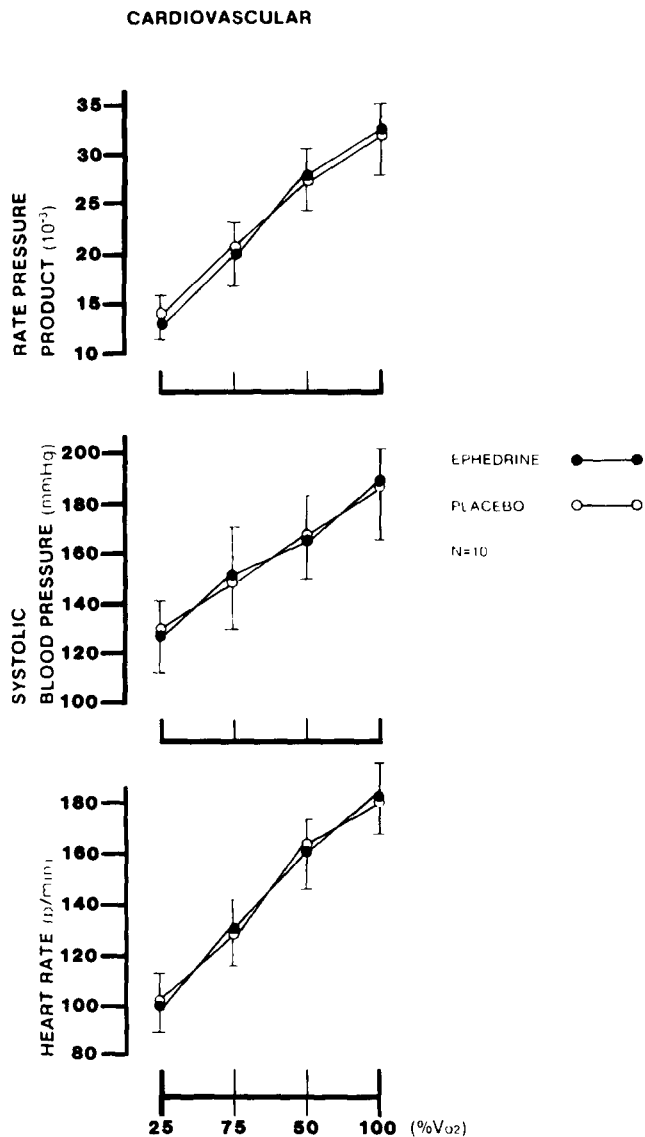 CARDIOVASCULAR
RATE PRESSURE
PRODUCT (10⁻³)
35
30
25
20
15
10
SYSTOLIC
BLOOD PRESSURE (mmHg)
200
180
160
140
120
100
EPHEDRINE
PLACEBO
N=10
HEART RATE (p/min)
180
160
140
120
100
80
25 75 50 100 (%VO2)